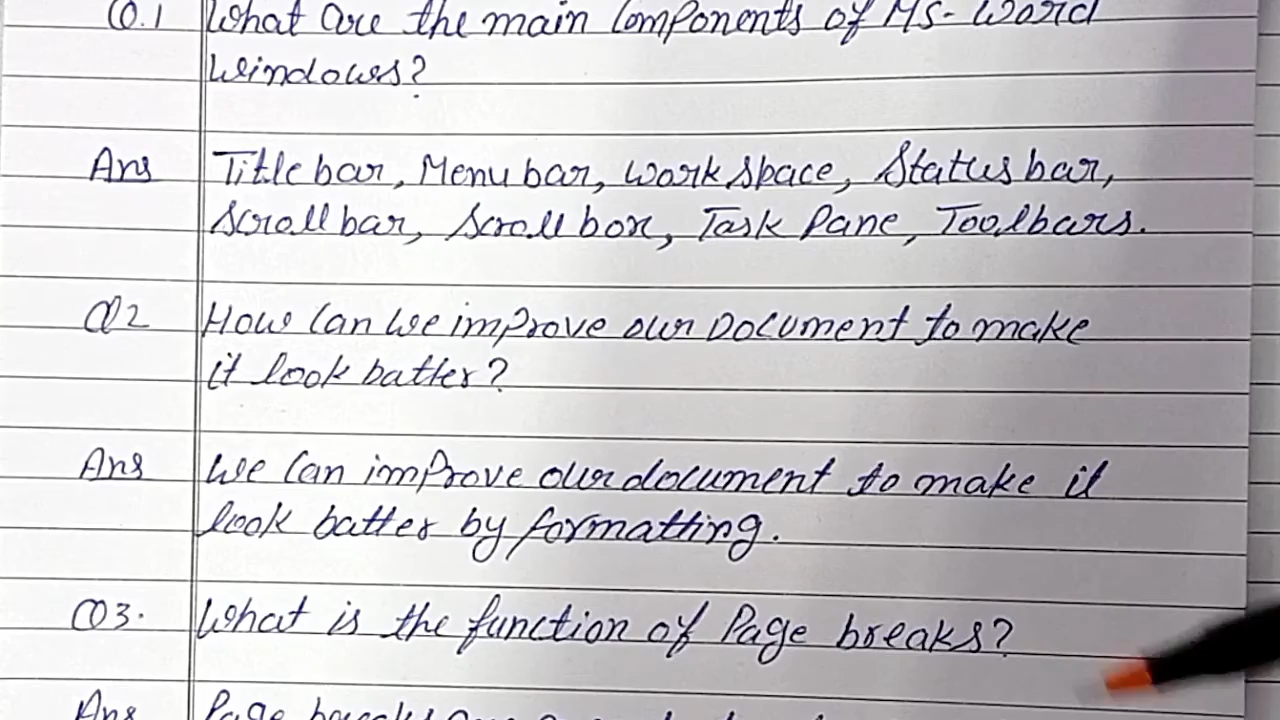 Q.1 What are the main Components of MS-Word
Windows?
Ans Title bar, Menu bar, Work space, Status bar,
Scroll bar, Scroll box, Task Pane, Toolbars.
Q2 How Can we improve our Document to make
it look batter?
Ans We Can improve our document to make it
look batter by formatting.
Q3. What is the function of Page breaks?
Ans Page breaks are